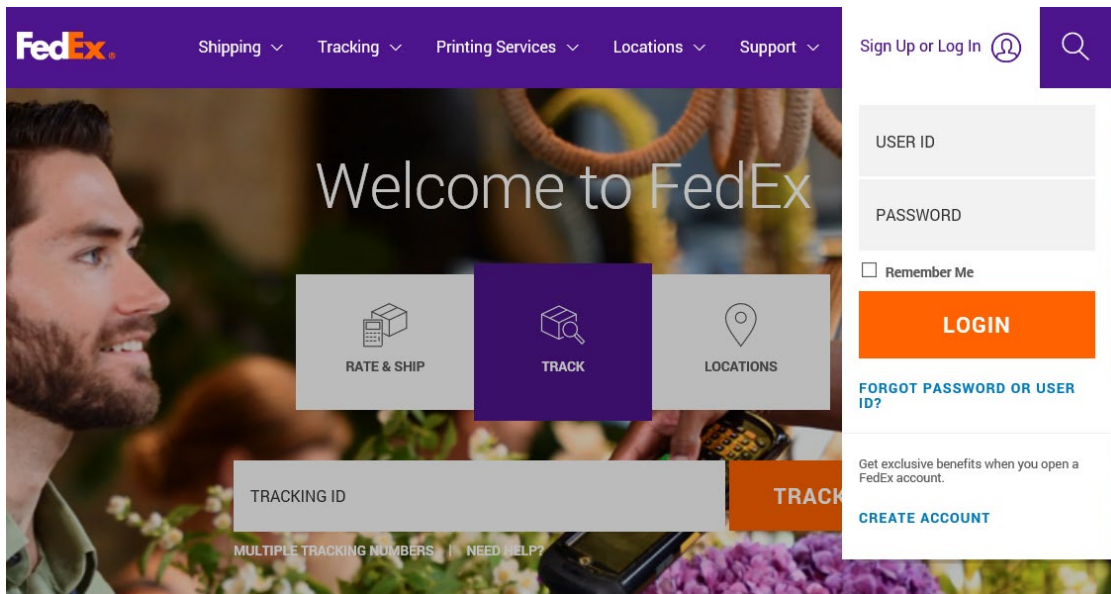 FedEx®
Shipping
Tracking
Printing Services
Locations
Support
Sign Up or Log In
Welcome to FedEx
RATE & SHIP
TRACK
LOCATIONS
TRACKING ID
TRACK
MULTIPLE TRACKING NUMBERS | NEED HELP?
USER ID
PASSWORD
Remember Me
LOGIN
FORGOT PASSWORD OR USER
ID?
Get exclusive benefits when you open a
FedEx account.
CREATE ACCOUNT